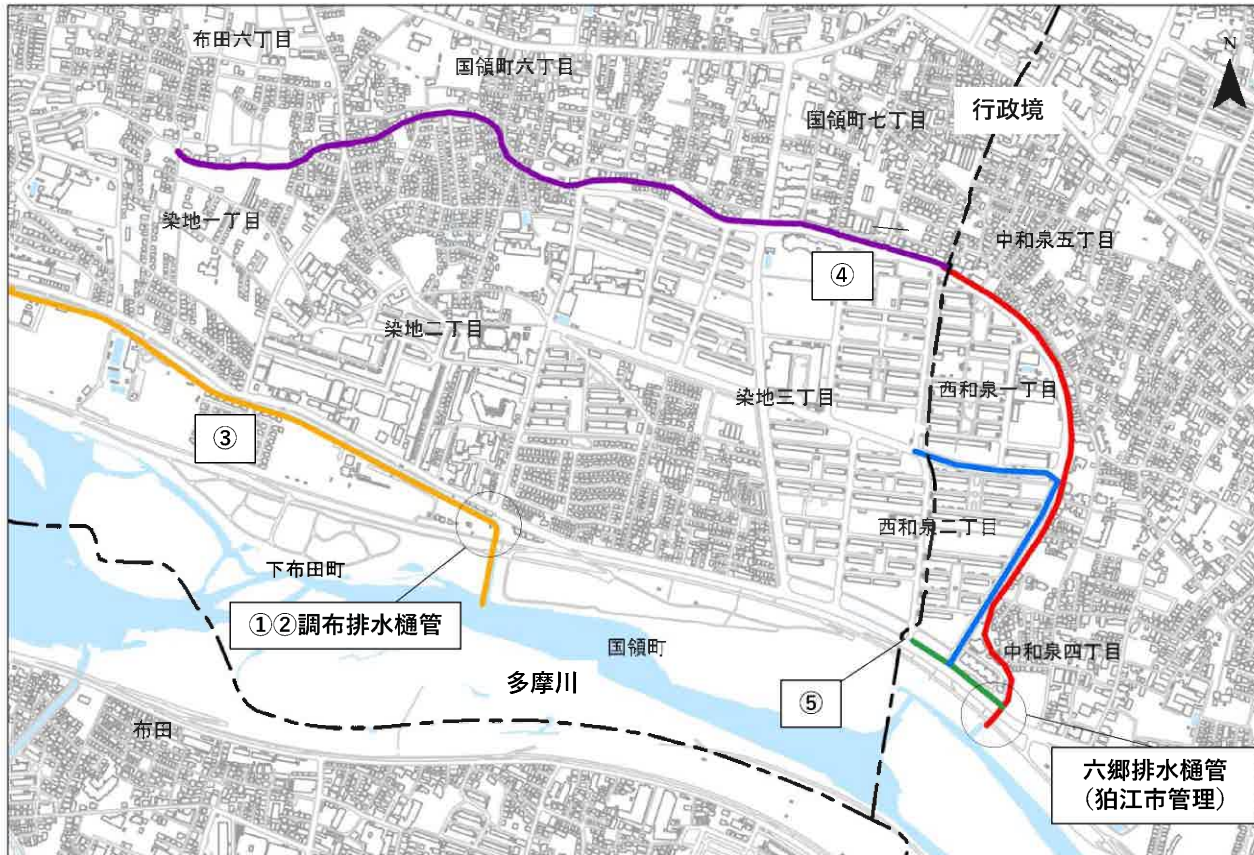 布田六丁目
国領町六丁目
N
国領町七丁目
行政境
染地一丁目
中和泉五丁目
④
染地二丁目
染地三丁目
西和泉一丁目
③
西和泉二丁目
下布田町
①②調布排水樋管
国領町
中和泉四丁目
多摩川
⑤
布田
六郷排水樋管
（狛江市管理）